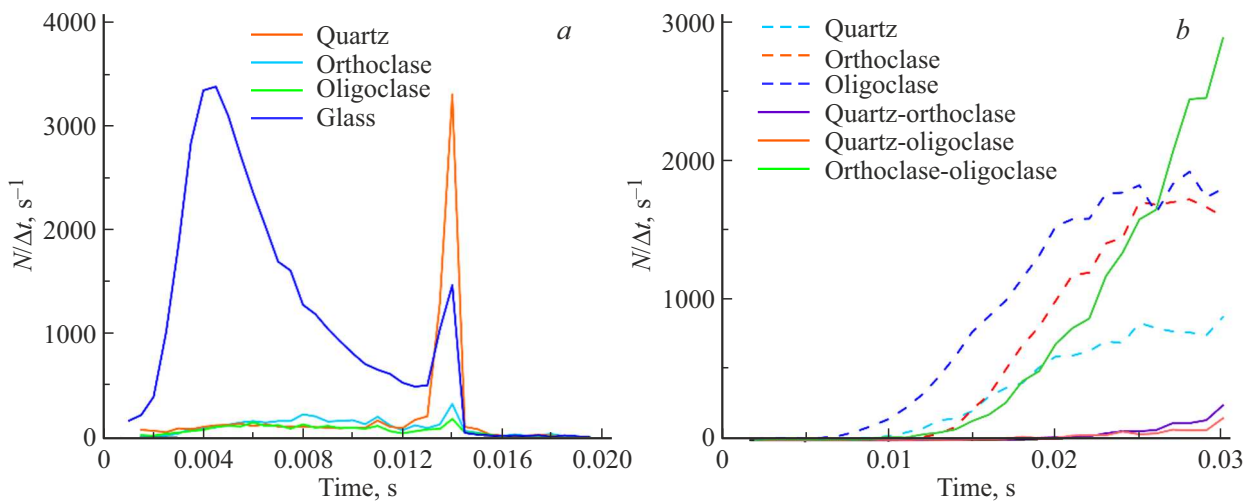 4000
3000
2000
1000
0
N/Δt, s⁻¹
Quartz
Orthoclase
Oligoclase
Glass
a
0.004
0.008
0.012
0.016
0.020
Time, s
3000
2000
1000
0
N/Δt, s⁻¹
Quartz
Orthoclase
Oligoclase
Quartz-orthoclase
Quartz-oligoclase
Orthoclase-oligoclase
b
0
0.01
0.02
0.03
Time, s